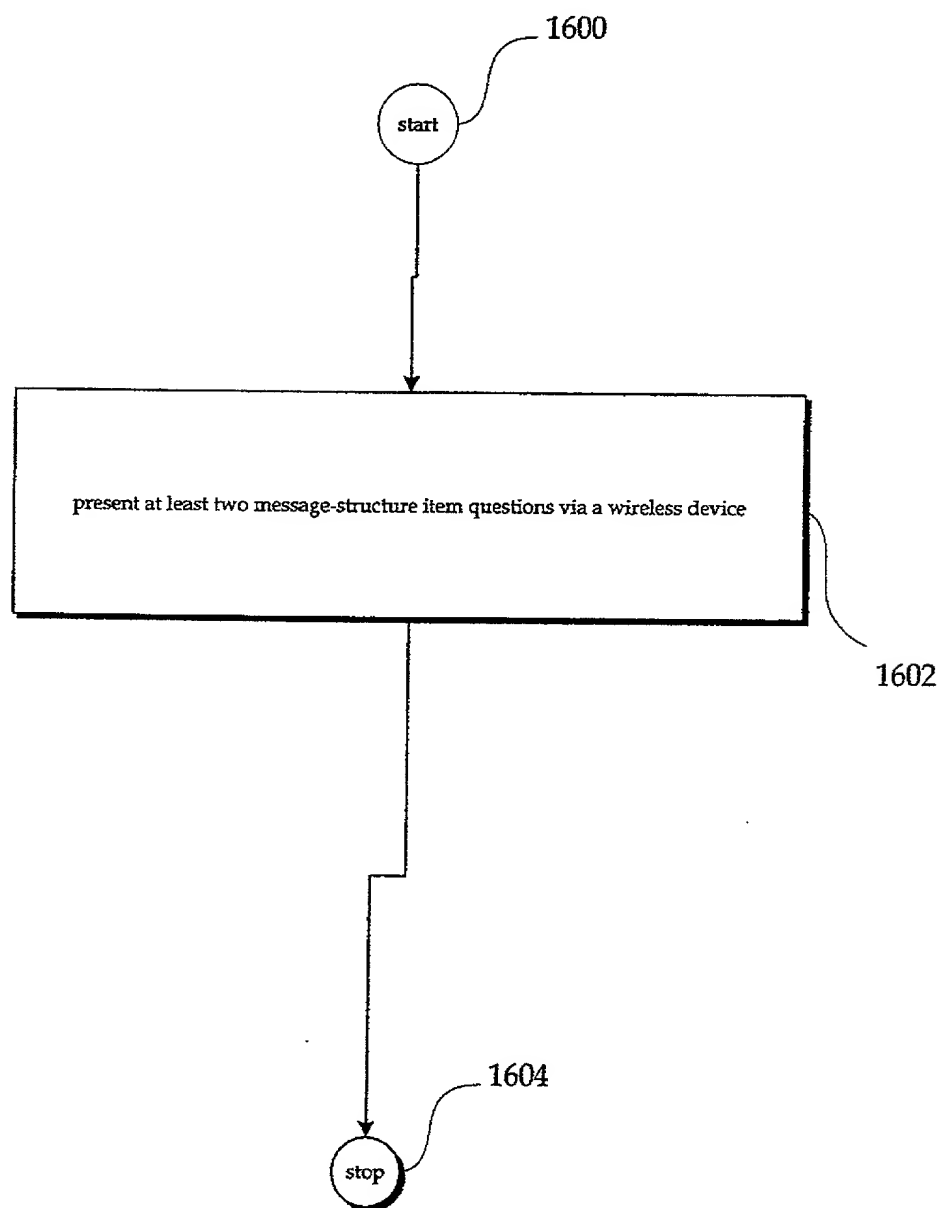 1600
start
present at least two message-structure item questions via a wireless device
1602
1604
stop